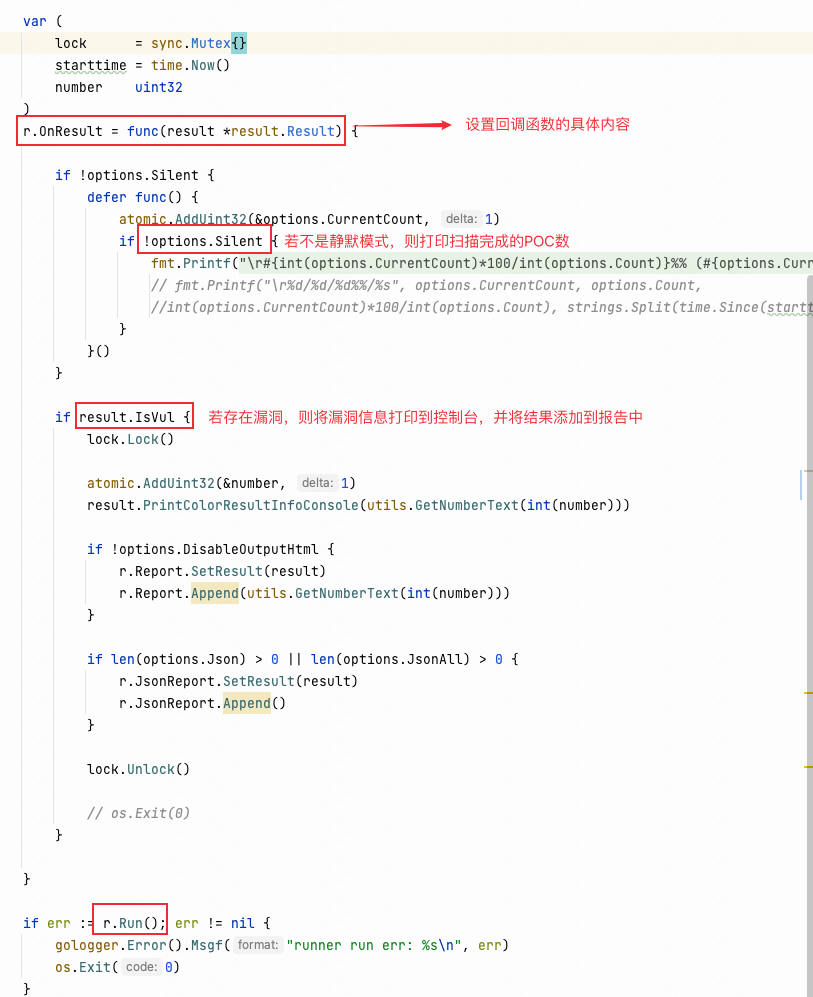 var (
lock = sync.Mutex{}
starttime = time.Now()
number uint32
)
r.OnResult = func(result *result.Result) { 设置回调函数的具体内容
if !options.Silent {
defer func() {
atomic.AddUint32(&options.CurrentCount, delta: 1)
if !options.Silent { 若不是静默模式，则打印扫描完成的POC数
fmt.Printf("\r#{int(options.CurrentCount)*100/int(options.Count)}%% (#{options.Curr
// fmt.Printf("\r%d/%d/%d%%/%s", options.CurrentCount, options.Count,
//int(options.CurrentCount)*100/int(options.Count), strings.Split(time.Since(startt
}
}()
}
if result.IsVul { 若存在漏洞，则将漏洞信息打印到控制台，并将结果添加到报告中
lock.Lock()
atomic.AddUint32(&number, delta: 1)
result.PrintColorResultInfoConsole(utils.GetNumberText(int(number)))
if !options.DisableOutputHtml {
r.Report.SetResult(result)
r.Report.Append(utils.GetNumberText(int(number)))
}
if len(options.Json) > 0 || len(options.JsonAll) > 0 {
r.JsonReport.SetResult(result)
r.JsonReport.Append()
}
lock.Unlock()
// os.Exit(0)
}
}
if err := r.Run(); err != nil {
gologger.Error().Msgf( format: "runner run err: %s\n", err)
os.Exit( code: 0)
}